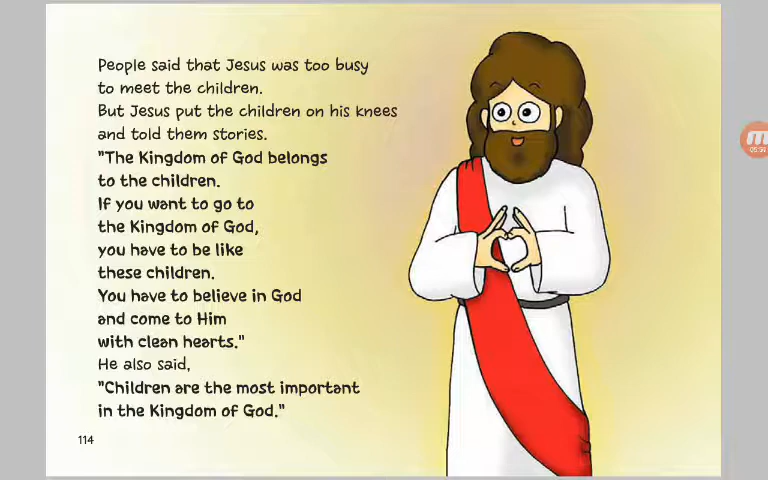 People said that Jesus was too busy
to meet the children.
But Jesus put the children on his knees
and told them stories.
"The Kingdom of God belongs
to the children.
If you want to go to
the Kingdom of God,
you have to be like
these children.
You have to believe in God
and come to Him
with clean hearts."
He also said,
"Children are the most important
in the Kingdom of God."
114